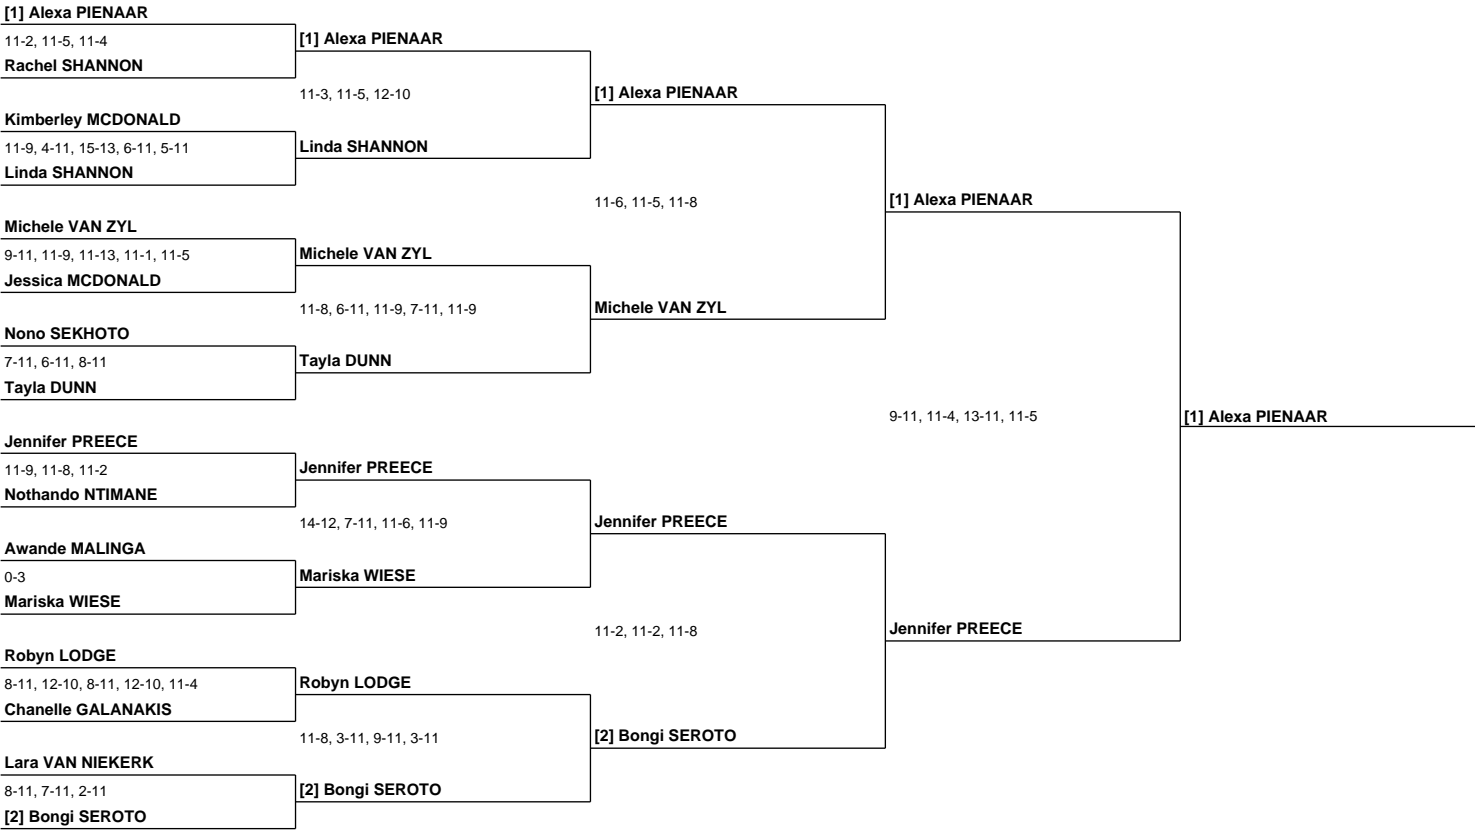 [1] Alexa PIENAAR
11-2, 11-5, 11-4
Rachel SHANNON
Kimberley MCDONALD
11-9, 4-11, 15-13, 6-11, 5-11
Linda SHANNON
Michele VAN ZYL
9-11, 11-9, 11-13, 11-1, 11-5
Jessica MCDONALD
Nono SEKHOTO
7-11, 6-11, 8-11
Tayla DUNN
Jennifer PREECE
11-9, 11-8, 11-2
Nothando NTIMANE
Awande MALINGA
0-3
Mariska WIESE
Robyn LODGE
8-11, 12-10, 8-11, 12-10, 11-4
Chanelle GALANAKIS
Lara VAN NIEKERK
8-11, 7-11, 2-11
[2] Bongi SEROTO
[1] Alexa PIENAAR
11-3, 11-5, 12-10
Linda SHANNON
Michele VAN ZYL
11-8, 6-11, 11-9, 7-11, 11-9
Tayla DUNN
Jennifer PREECE
14-12, 7-11, 11-6, 11-9
Mariska WIESE
Robyn LODGE
11-8, 3-11, 9-11, 3-11
[2] Bongi SEROTO
[1] Alexa PIENAAR
11-6, 11-5, 11-8
Michele VAN ZYL
Jennifer PREECE
11-2, 11-2, 11-8
[2] Bongi SEROTO
[1] Alexa PIENAAR
9-11, 11-4, 13-11, 11-5
Jennifer PREECE
[1] Alexa PIENAAR